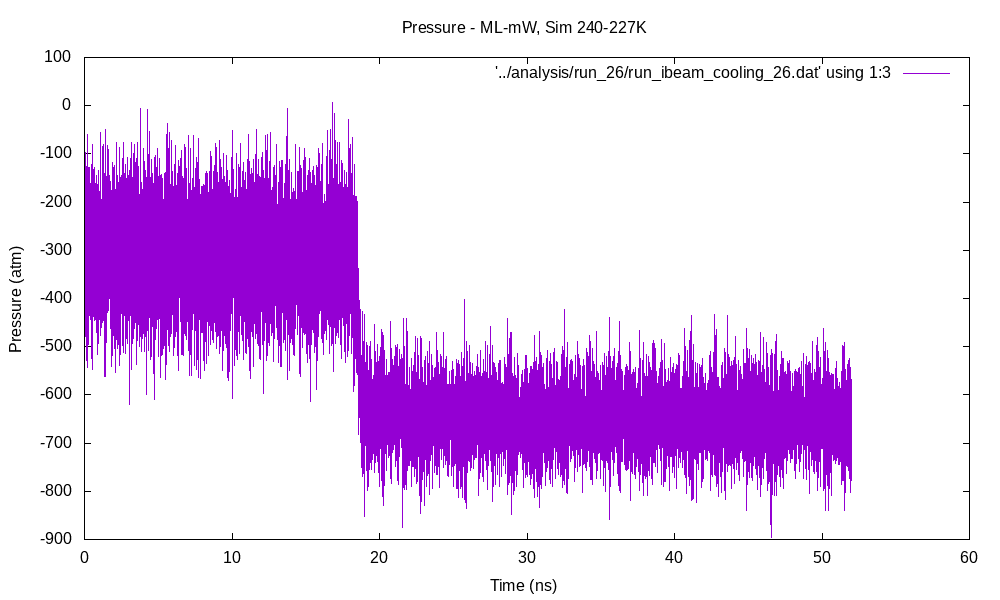 Pressure - ML-mW, Sim 240-227K
'../analysis/run_26/run_ibeam_cooling_26.dat' using 1:3
Pressure (atm)
100
0
-100
-200
-300
-400
-500
-600
-700
-800
-900
0 10 20 30 40 50 60
Time (ns)